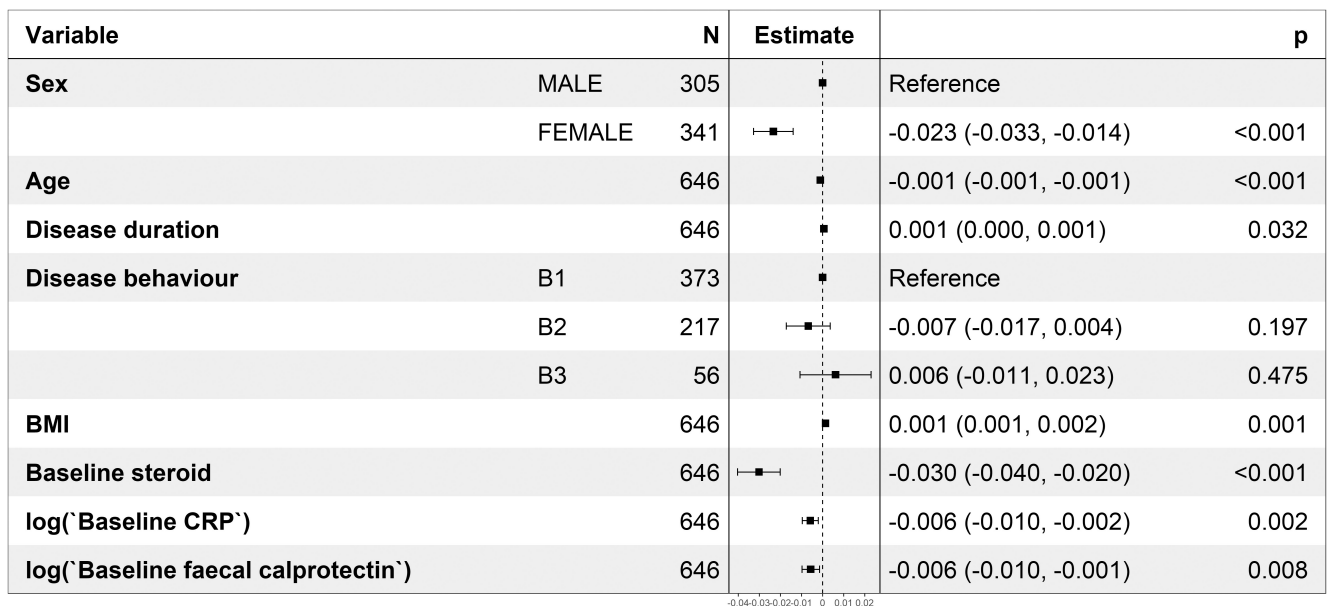 Variable N Estimate p
Sex MALE 305 Reference
FEMALE 341 -0.023 (-0.033, -0.014) <0.001
Age 646 -0.001 (-0.001, -0.001) <0.001
Disease duration 646 0.001 (0.000, 0.001) 0.032
Disease behaviour B1 373 Reference
B2 217 -0.007 (-0.017, 0.004) 0.197
B3 56 0.006 (-0.011, 0.023) 0.475
BMI 646 0.001 (0.001, 0.002) 0.001
Baseline steroid 646 -0.030 (-0.040, -0.020) <0.001
log(`Baseline CRP`) 646 -0.006 (-0.010, -0.002) 0.002
log(`Baseline faecal calprotectin`) 646 -0.006 (-0.010, -0.001) 0.008
-0.04 -0.03 -0.02 -0.01 0 0.01 0.02